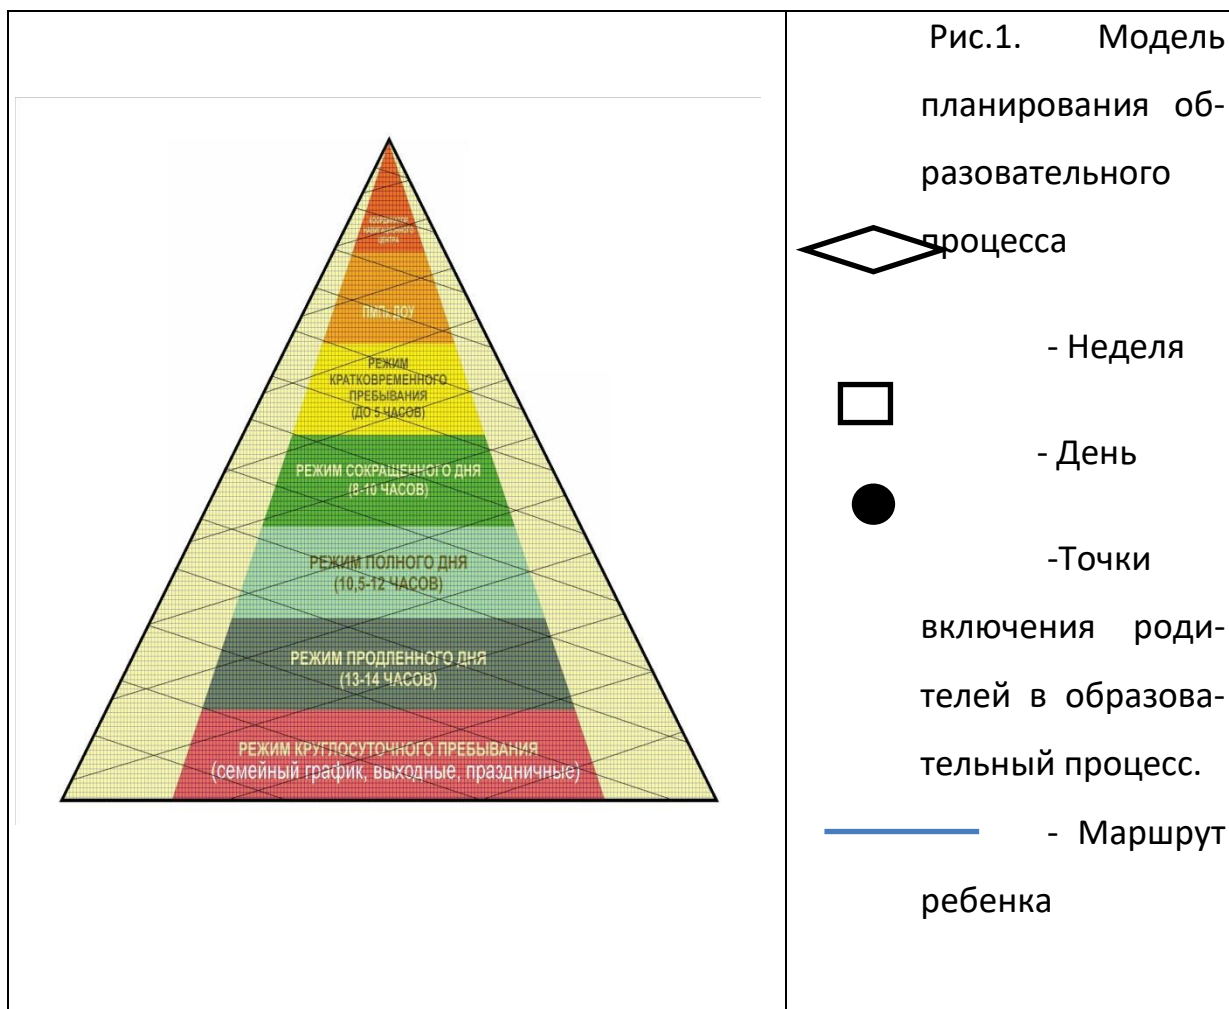 ПМПк ДОУ
РЕЖИМ
КРАТКОВРЕМЕННОГО
ПРЕБЫВАНИЯ
(ДО 5 ЧАСОВ)
РЕЖИМ СОКРАЩЕННОГО ДНЯ
(8-10 ЧАСОВ)
РЕЖИМ ПОЛНОГО ДНЯ
(10,5-12 ЧАСОВ)
РЕЖИМ ПРОДЛЕННОГО ДНЯ
(13-14 ЧАСОВ)
РЕЖИМ КРУГЛОСУТОЧНОГО ПРЕБЫВАНИЯ
(семейный график, выходные, праздничные)
Рис.1. Модель
планирования об-
разовательного
процесса
- Неделя
- День
-Точки
включения роди-
телей в образова-
тельный процесс.
- Маршрут
ребенка